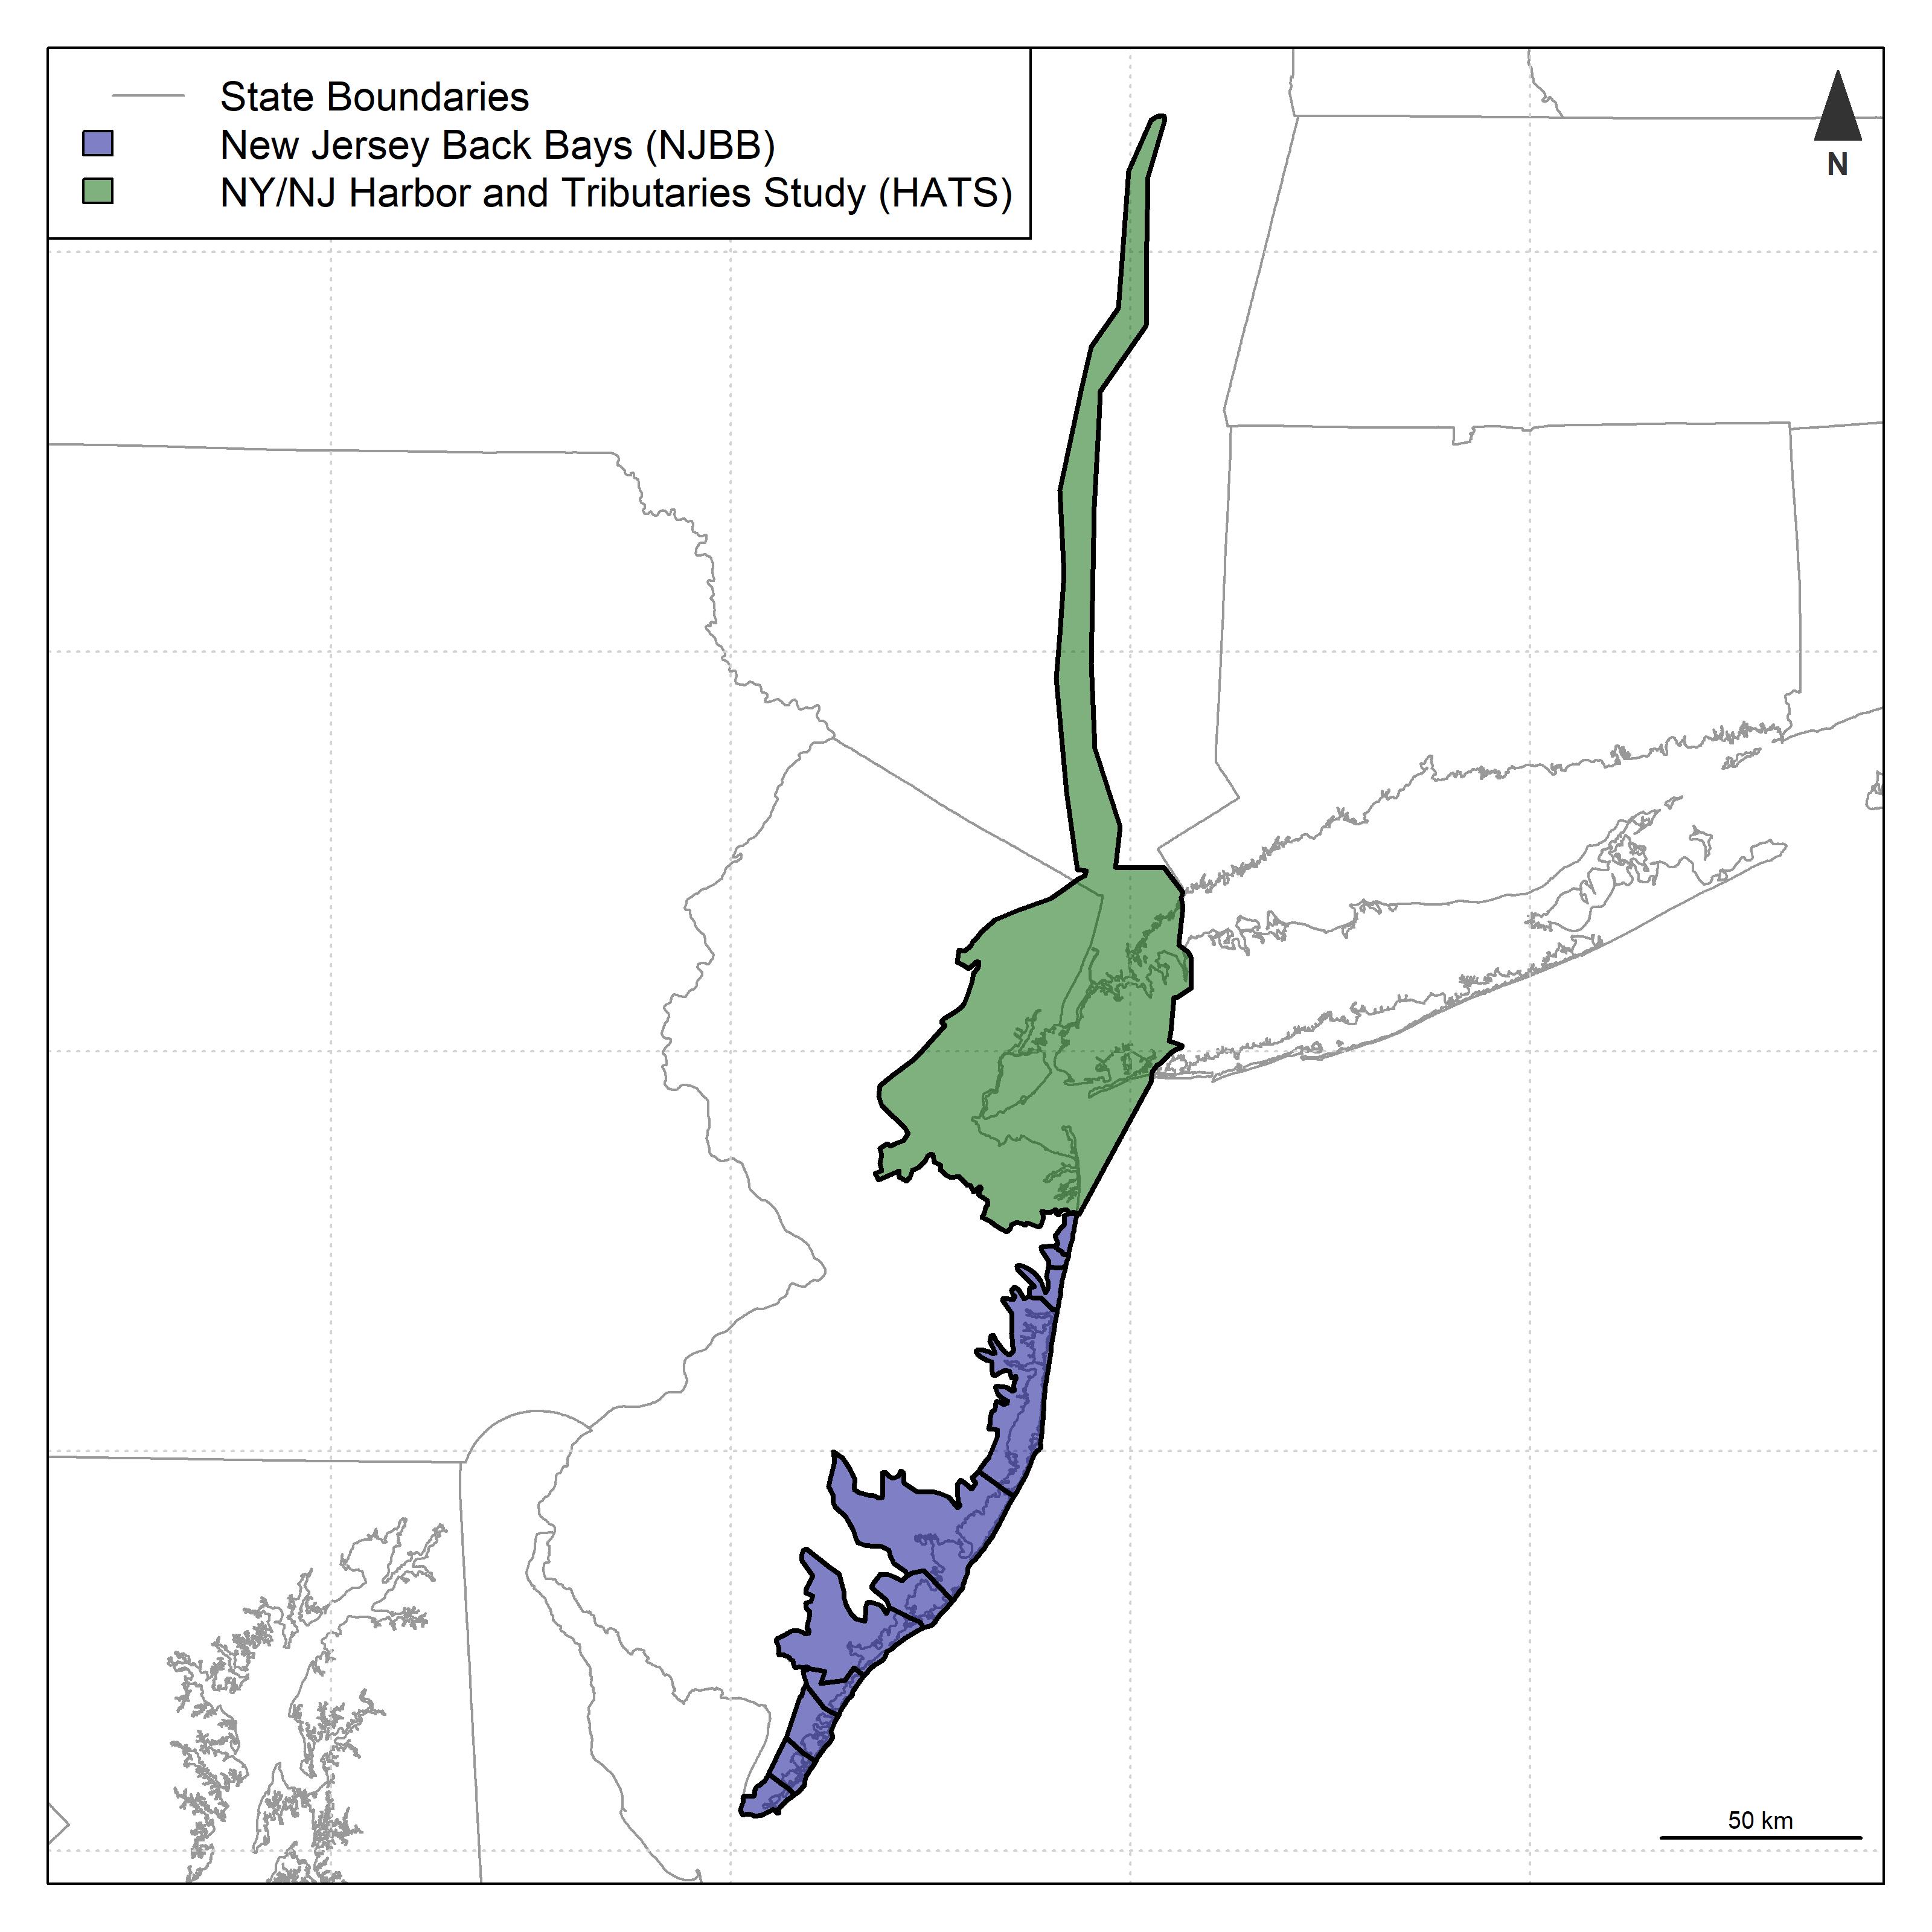 State Boundaries
New Jersey Back Bays (NJBB)
NY/NJ Harbor and Tributaries Study (HATS)
N
50 km